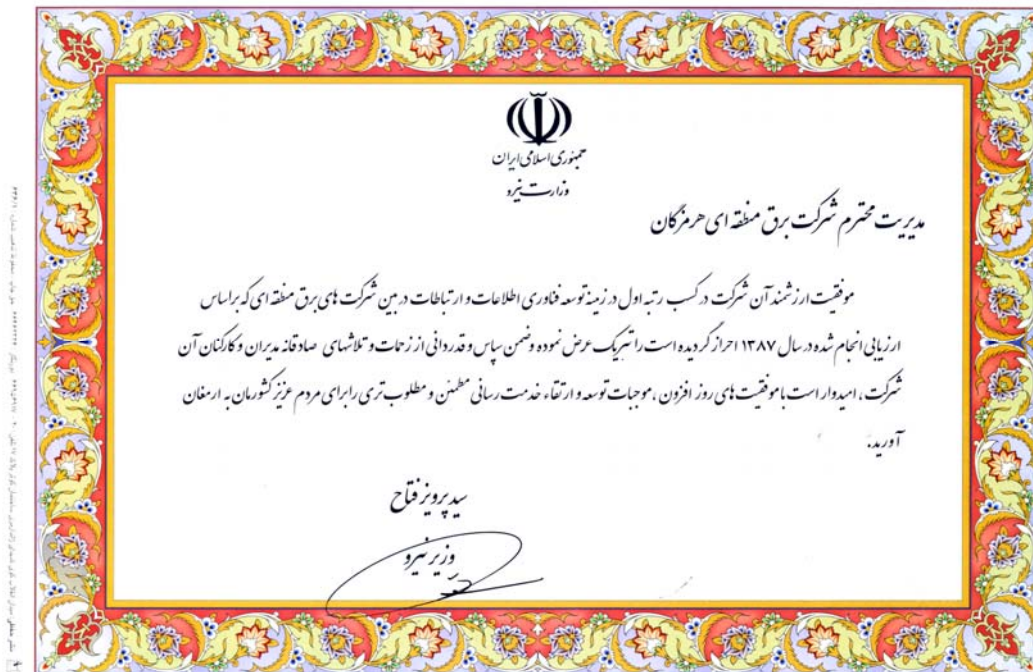 جمهوری اسلامی ایران
وزارت نیرو
مدیریت محترم شرکت برق منطقه ای هرمزگان
موفقیت ارزشمند آن شرکت در کسب رتبه اول در زمینه توسعه فناوری اطلاعات و ارتباطات در بین شرکت های برق منطقه ای که براساس
ارزیابی انجام شده در سال ۱۳۸۷ احراز گردیده است را تبریک عرض نموده وضمن سپاس و قدردانی از زحمات و تلاشهای صادقانه مدیران و کارکنان آن
شرکت ، امیدوار است با موفقیت های روز افزون ، موجبات توسعه و ارتقاء خدمت رسانی مطمئن و مطلوب تری را برای مردم عزیز کشورمان به ارمغان
آورید.
سید پرویز فتاح
وزیر نیرو